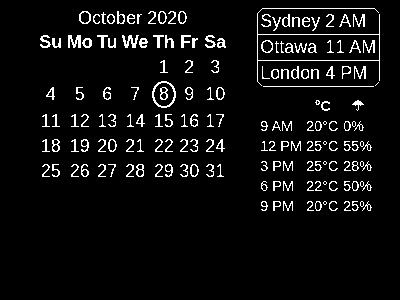 October 2020
Su Mo Tu We Th Fr Sa
1 2 3
4 5 6 7 8 9 10
11 12 13 14 15 16 17
18 19 20 21 22 23 24
25 26 27 28 29 30 31
Sydney 2 AM
Ottawa 11 AM
London 4 PM
°C ☂
9 AM 20°C 0%
12 PM 25°C 55%
3 PM 25°C 28%
6 PM 22°C 50%
9 PM 20°C 25%